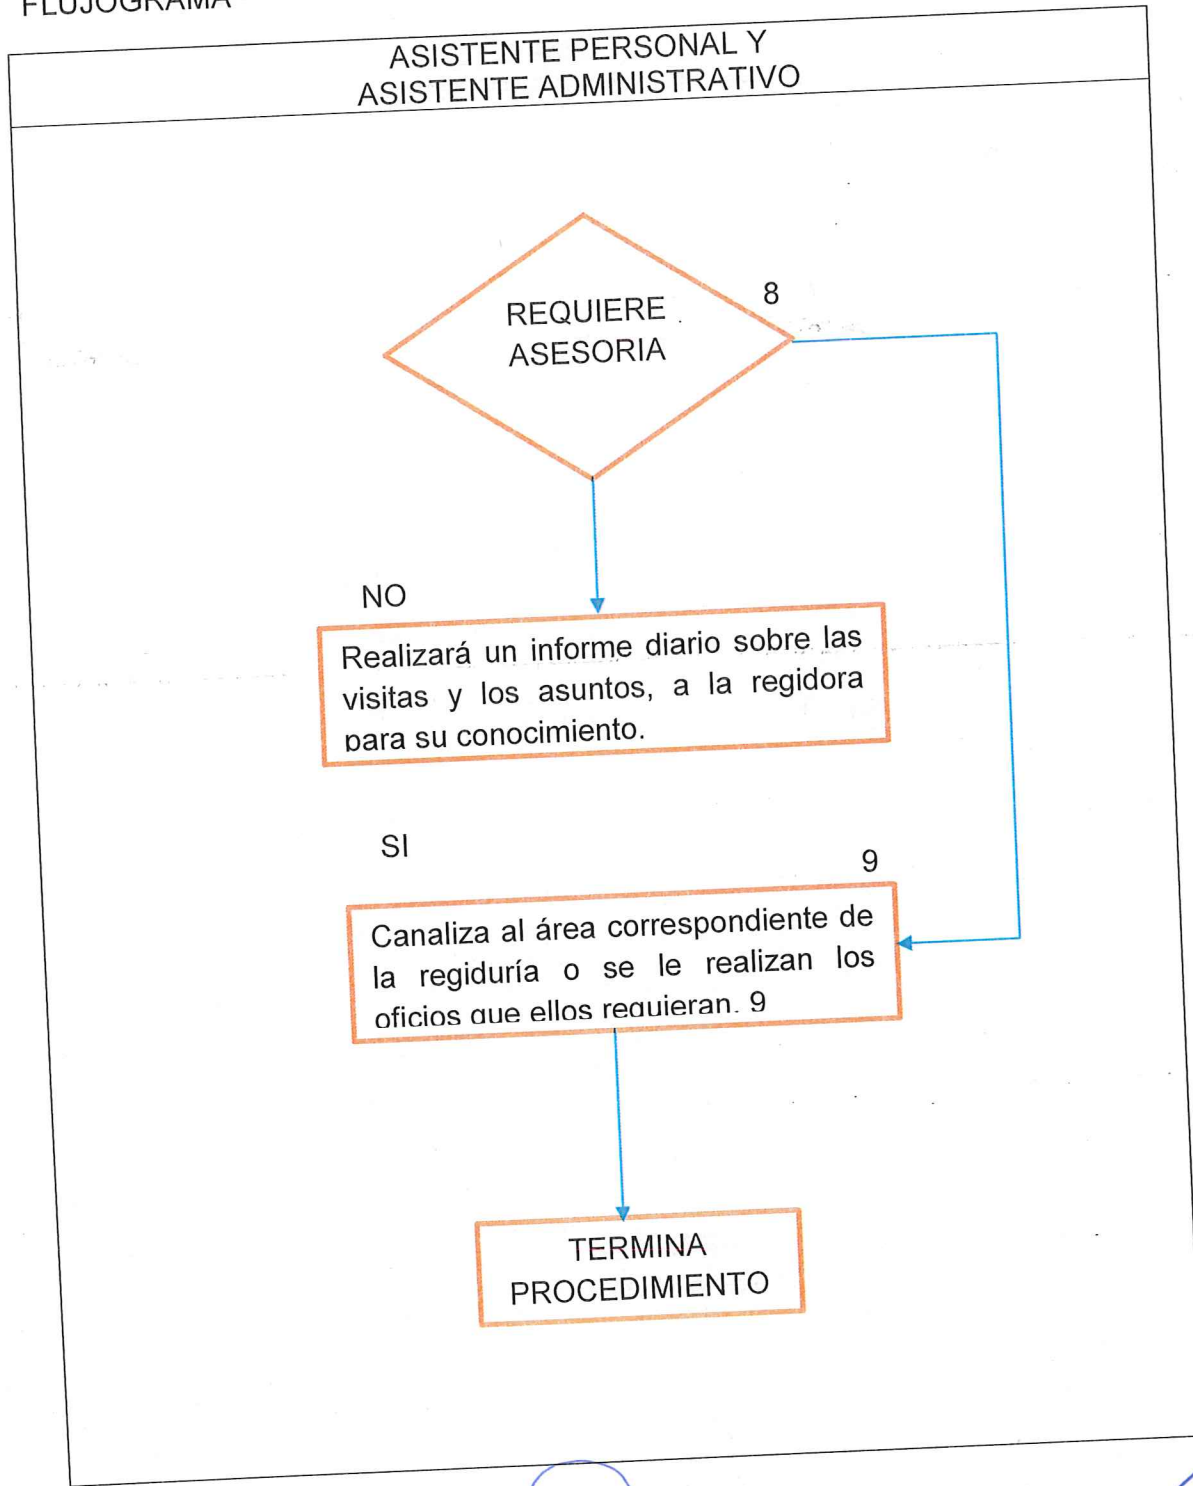 FLUJOGRAMA
ASISTENTE PERSONAL Y
ASISTENTE ADMINISTRATIVO
8
REQUIERE
ASESORIA
NO
Realizará un informe diario sobre las
visitas y los asuntos, a la regidora
para su conocimiento.
SI
9
Canaliza al área correspondiente de
la regiduría o se le realizan los
oficios que ellos requieran. 9
TERMINA
PROCEDIMIENTO